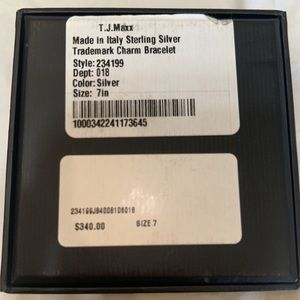 T.J.Maxx
Made in Italy Sterling Silver
Trademark Charm Bracelet
Style: 234199
Dept: 018
Color: Silver
Size: 7in
1000342241173645
234199J84008106018
$340.00 SIZE 7